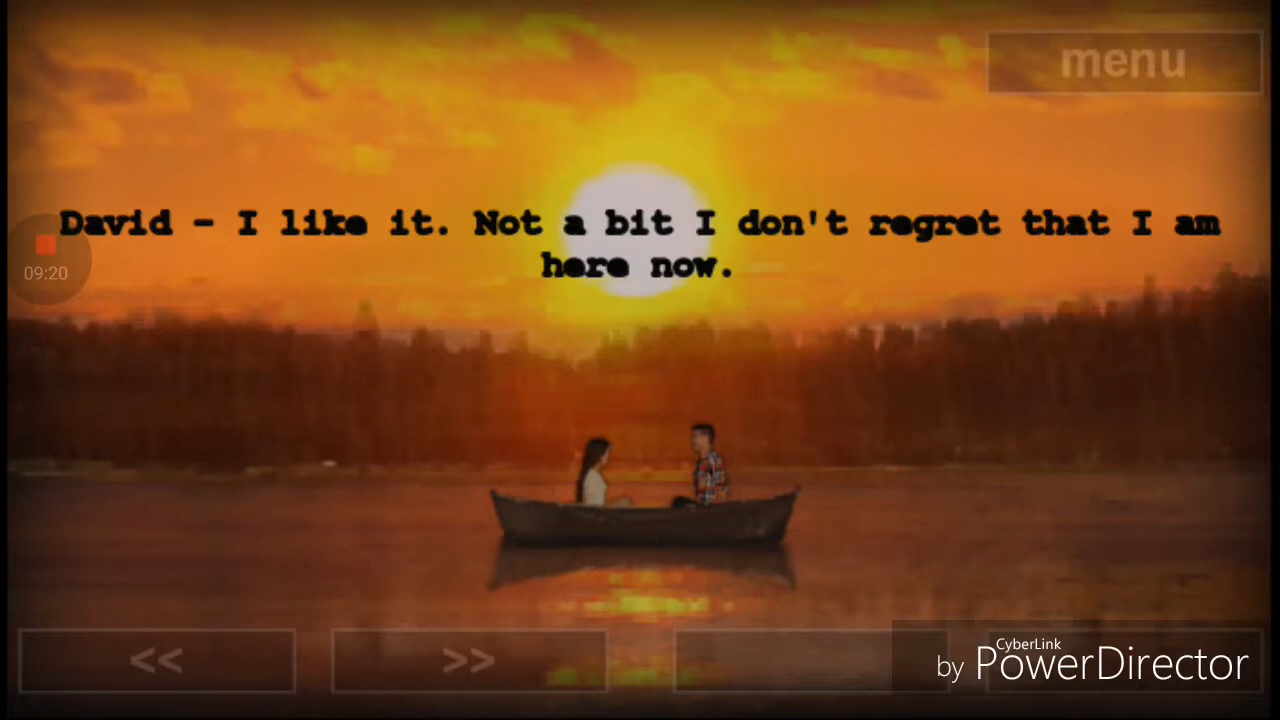 menu
David - I like it. Not a bit I don't regret that I am
here now.
09:20
<< >>
CyberLink
by PowerDirector